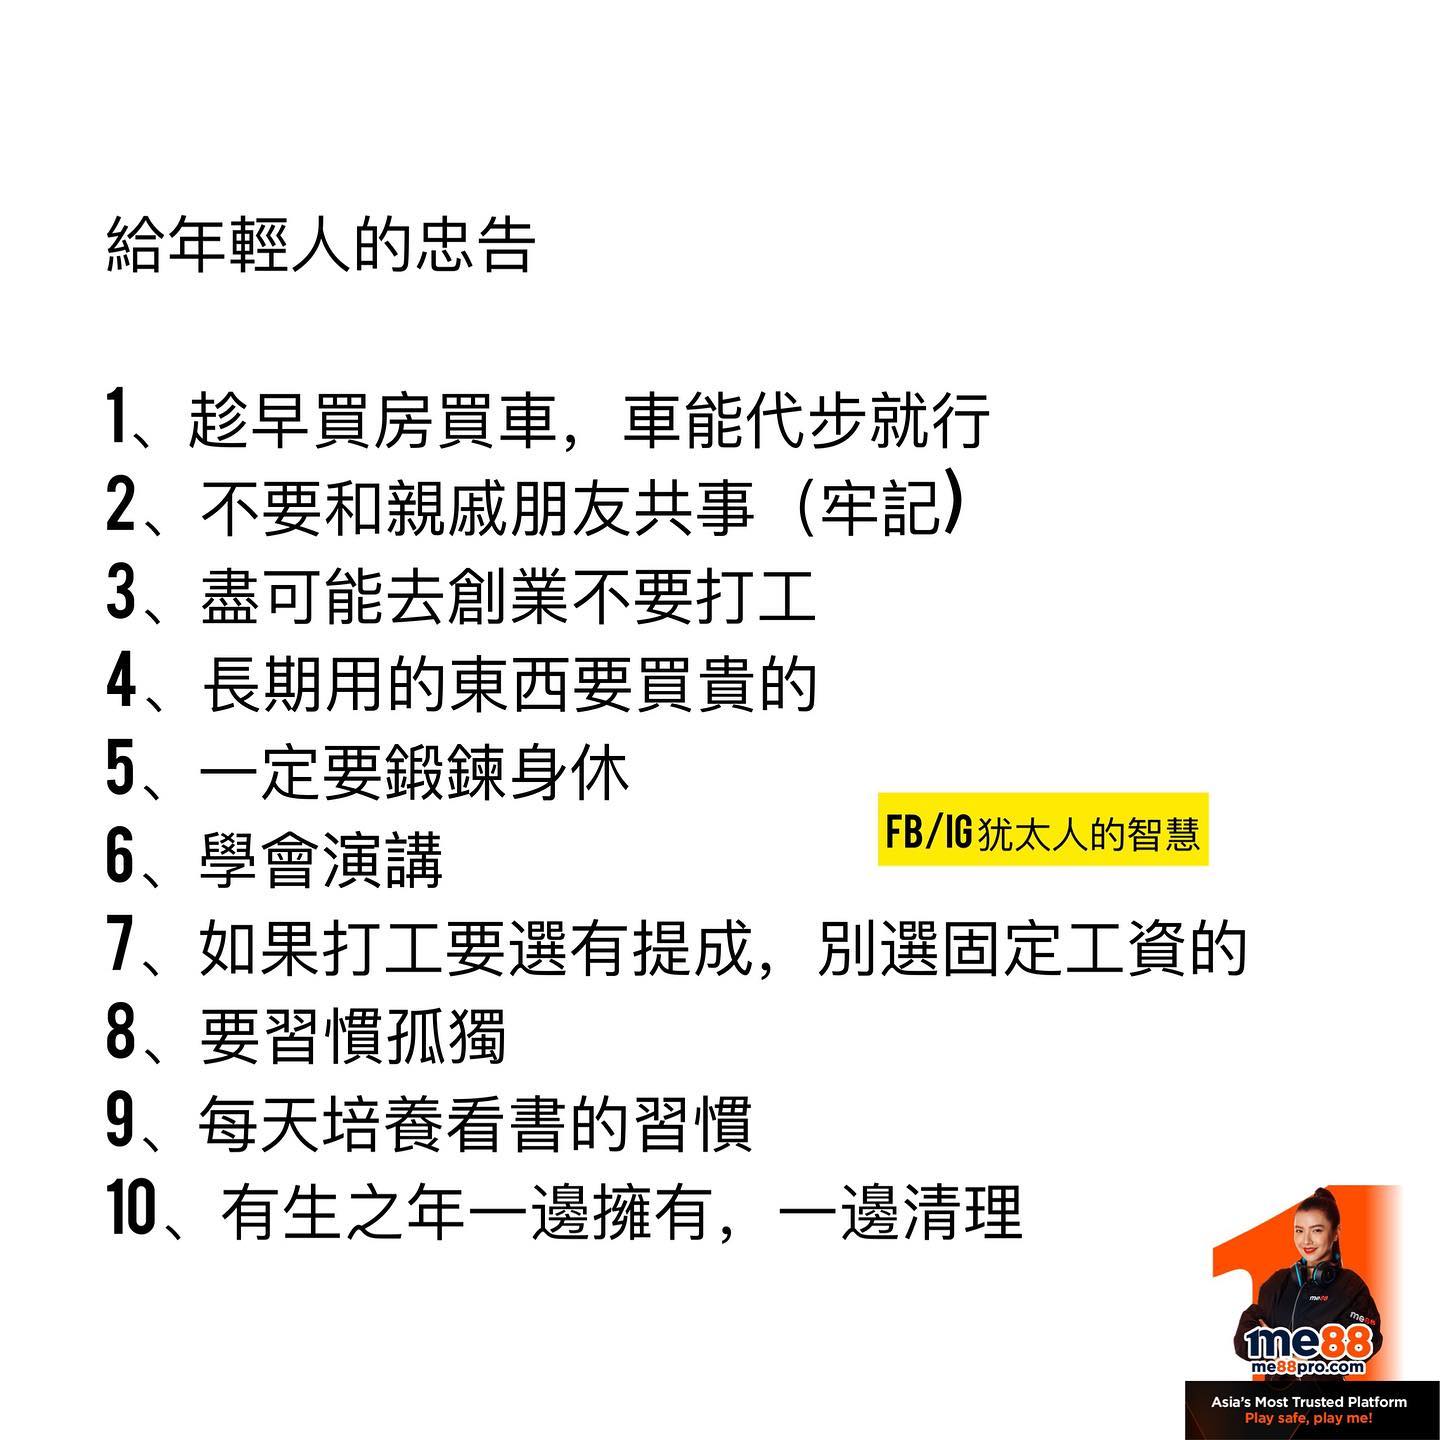 給年輕人的忠告
1、趁早買房買車，車能代步就行
2、不要和親戚朋友共事（牢記)
3、盡可能去創業不要打工
4、長期用的東西要買貴的
5、一定要鍛鍊身休
6、學會演講
FB/IG犹太人的智慧
7、如果打工要選有提成，別選固定工資的
8、要習慣孤獨
9、每天培養看書的習慣
10、有生之年一邊擁有，一邊清理
me88
me88
me88
me88pro.com
Asia's Most Trusted Platform
Play safe, play me!